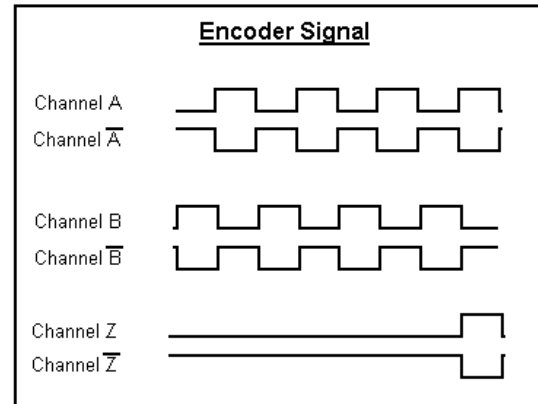 Encoder Signal
Channel A
Channel A̅
Channel B
Channel B̅
Channel Z
Channel Z̅